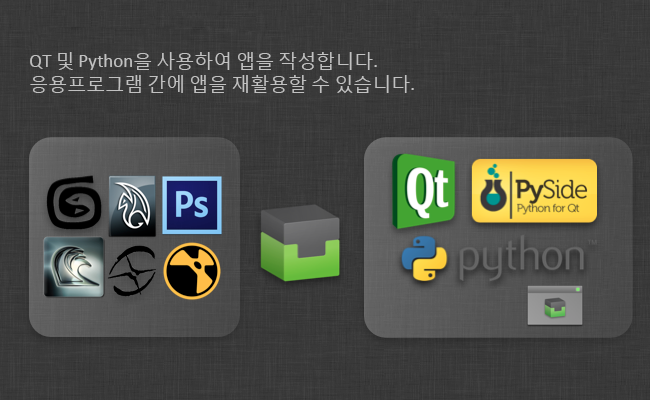 QT 및 Python을 사용하여 앱을 작성합니다.
응용프로그램 간에 앱을 재활용할 수 있습니다.
Ps
Qt
PySide
Python for Qt
python™